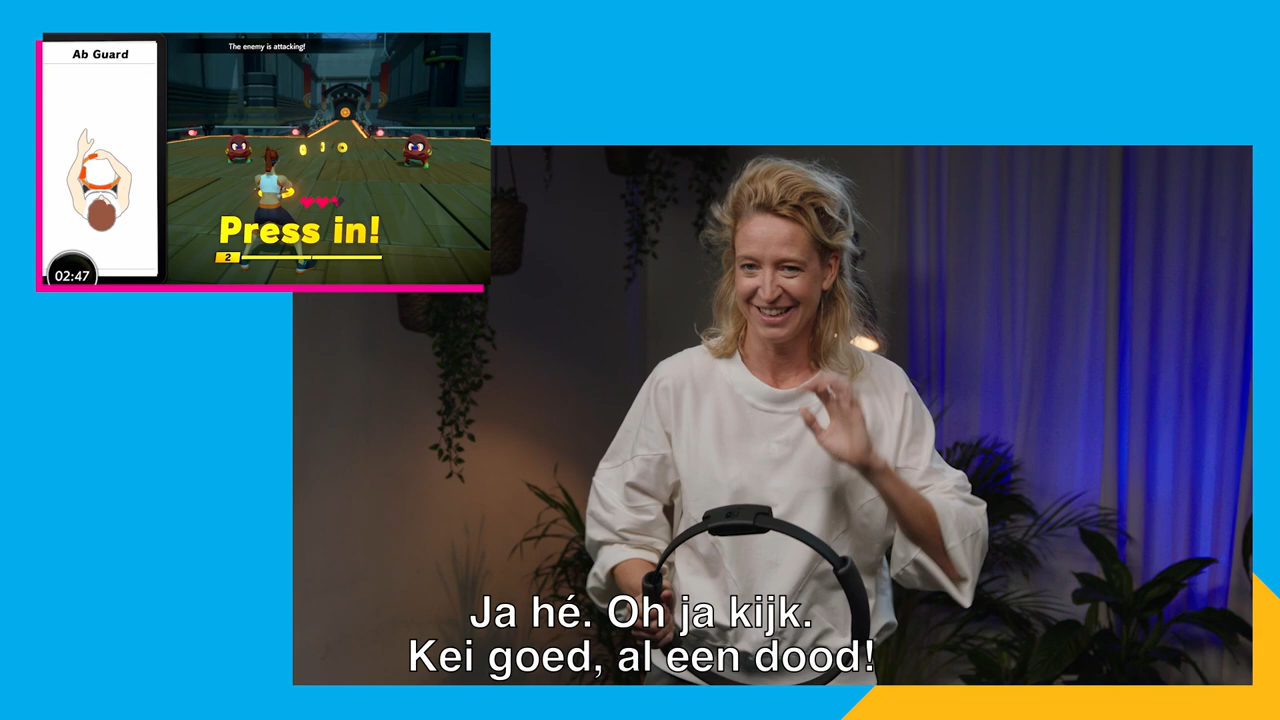 Ab Guard
The enemy is attacking!
Press in!
2
02:47
Ja hé. Oh ja kijk.
Kei goed, al een dood!